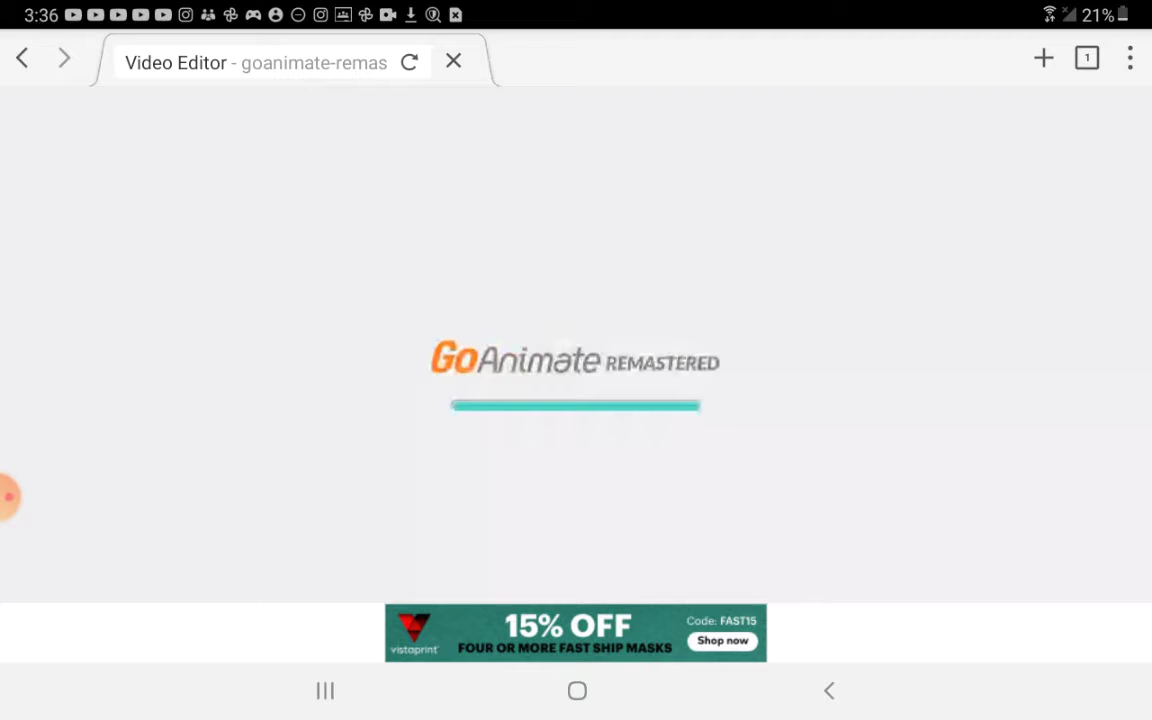 3:36
21%
Video Editor - goanimate-remas
1
GoAnimate REMASTERED
15% OFF
FOUR OR MORE FAST SHIP MASKS
Code: FAST15
Shop now
vistaprint